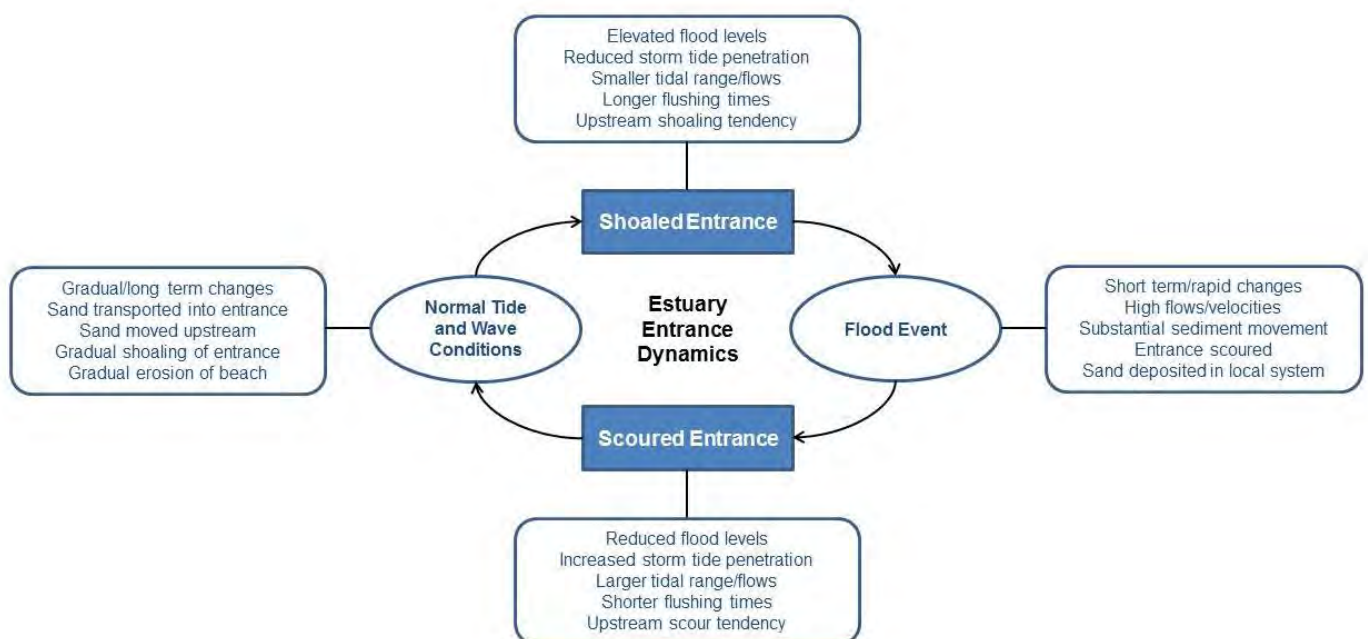 Elevated flood levels
Reduced storm tide penetration
Smaller tidal range/flows
Longer flushing times
Upstream shoaling tendency
Shoaled Entrance
Gradual/long term changes
Sand transported into entrance
Sand moved upstream
Gradual shoaling of entrance
Gradual erosion of beach
Normal Tide
and Wave
Conditions
Estuary
Entrance
Dynamics
Flood Event
Short term/rapid changes
High flows/velocities
Substantial sediment movement
Entrance scoured
Sand deposited in local system
Scoured Entrance
Reduced flood levels
Increased storm tide penetration
Larger tidal range/flows
Shorter flushing times
Upstream scour tendency